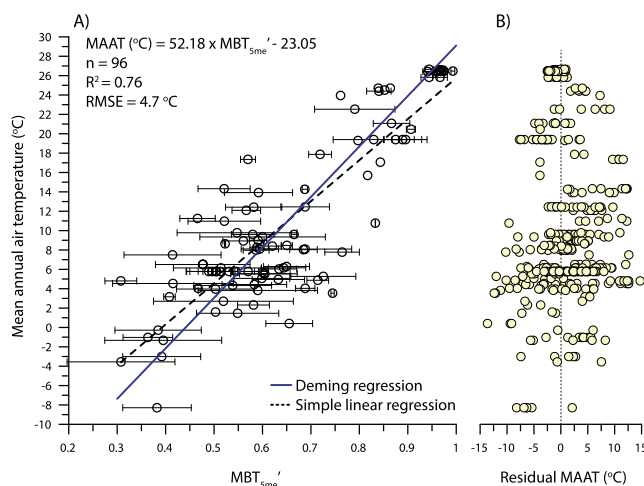 A)
B)
MAAT (°C) = 52.18 x MBT5me′ - 23.05
n = 96
R2 = 0.76
RMSE = 4.7 °C
Mean annual air temperature (°C)
30
28
26
24
22
20
18
16
14
12
10
8
6
4
2
0
-2
-4
-6
-8
-10
Deming regression
Simple linear regression
0.2 0.3 0.4 0.5 0.6 0.7 0.8 0.9 1
-15 -10 -5 0 5 10 15
MBT5me′
Residual MAAT (°C)